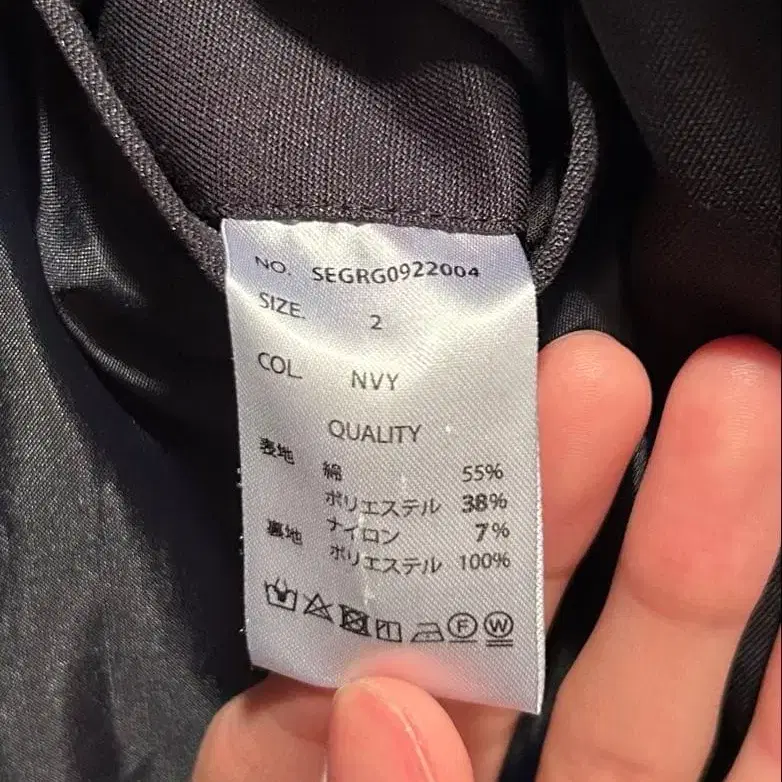 NO. SEGRG0922004
SIZE. 2
COL. NVY
QUALITY
表地 綿 55%
ポリエステル 38%
ナイロン 7%
裏地 ポリエステル 100%
F W